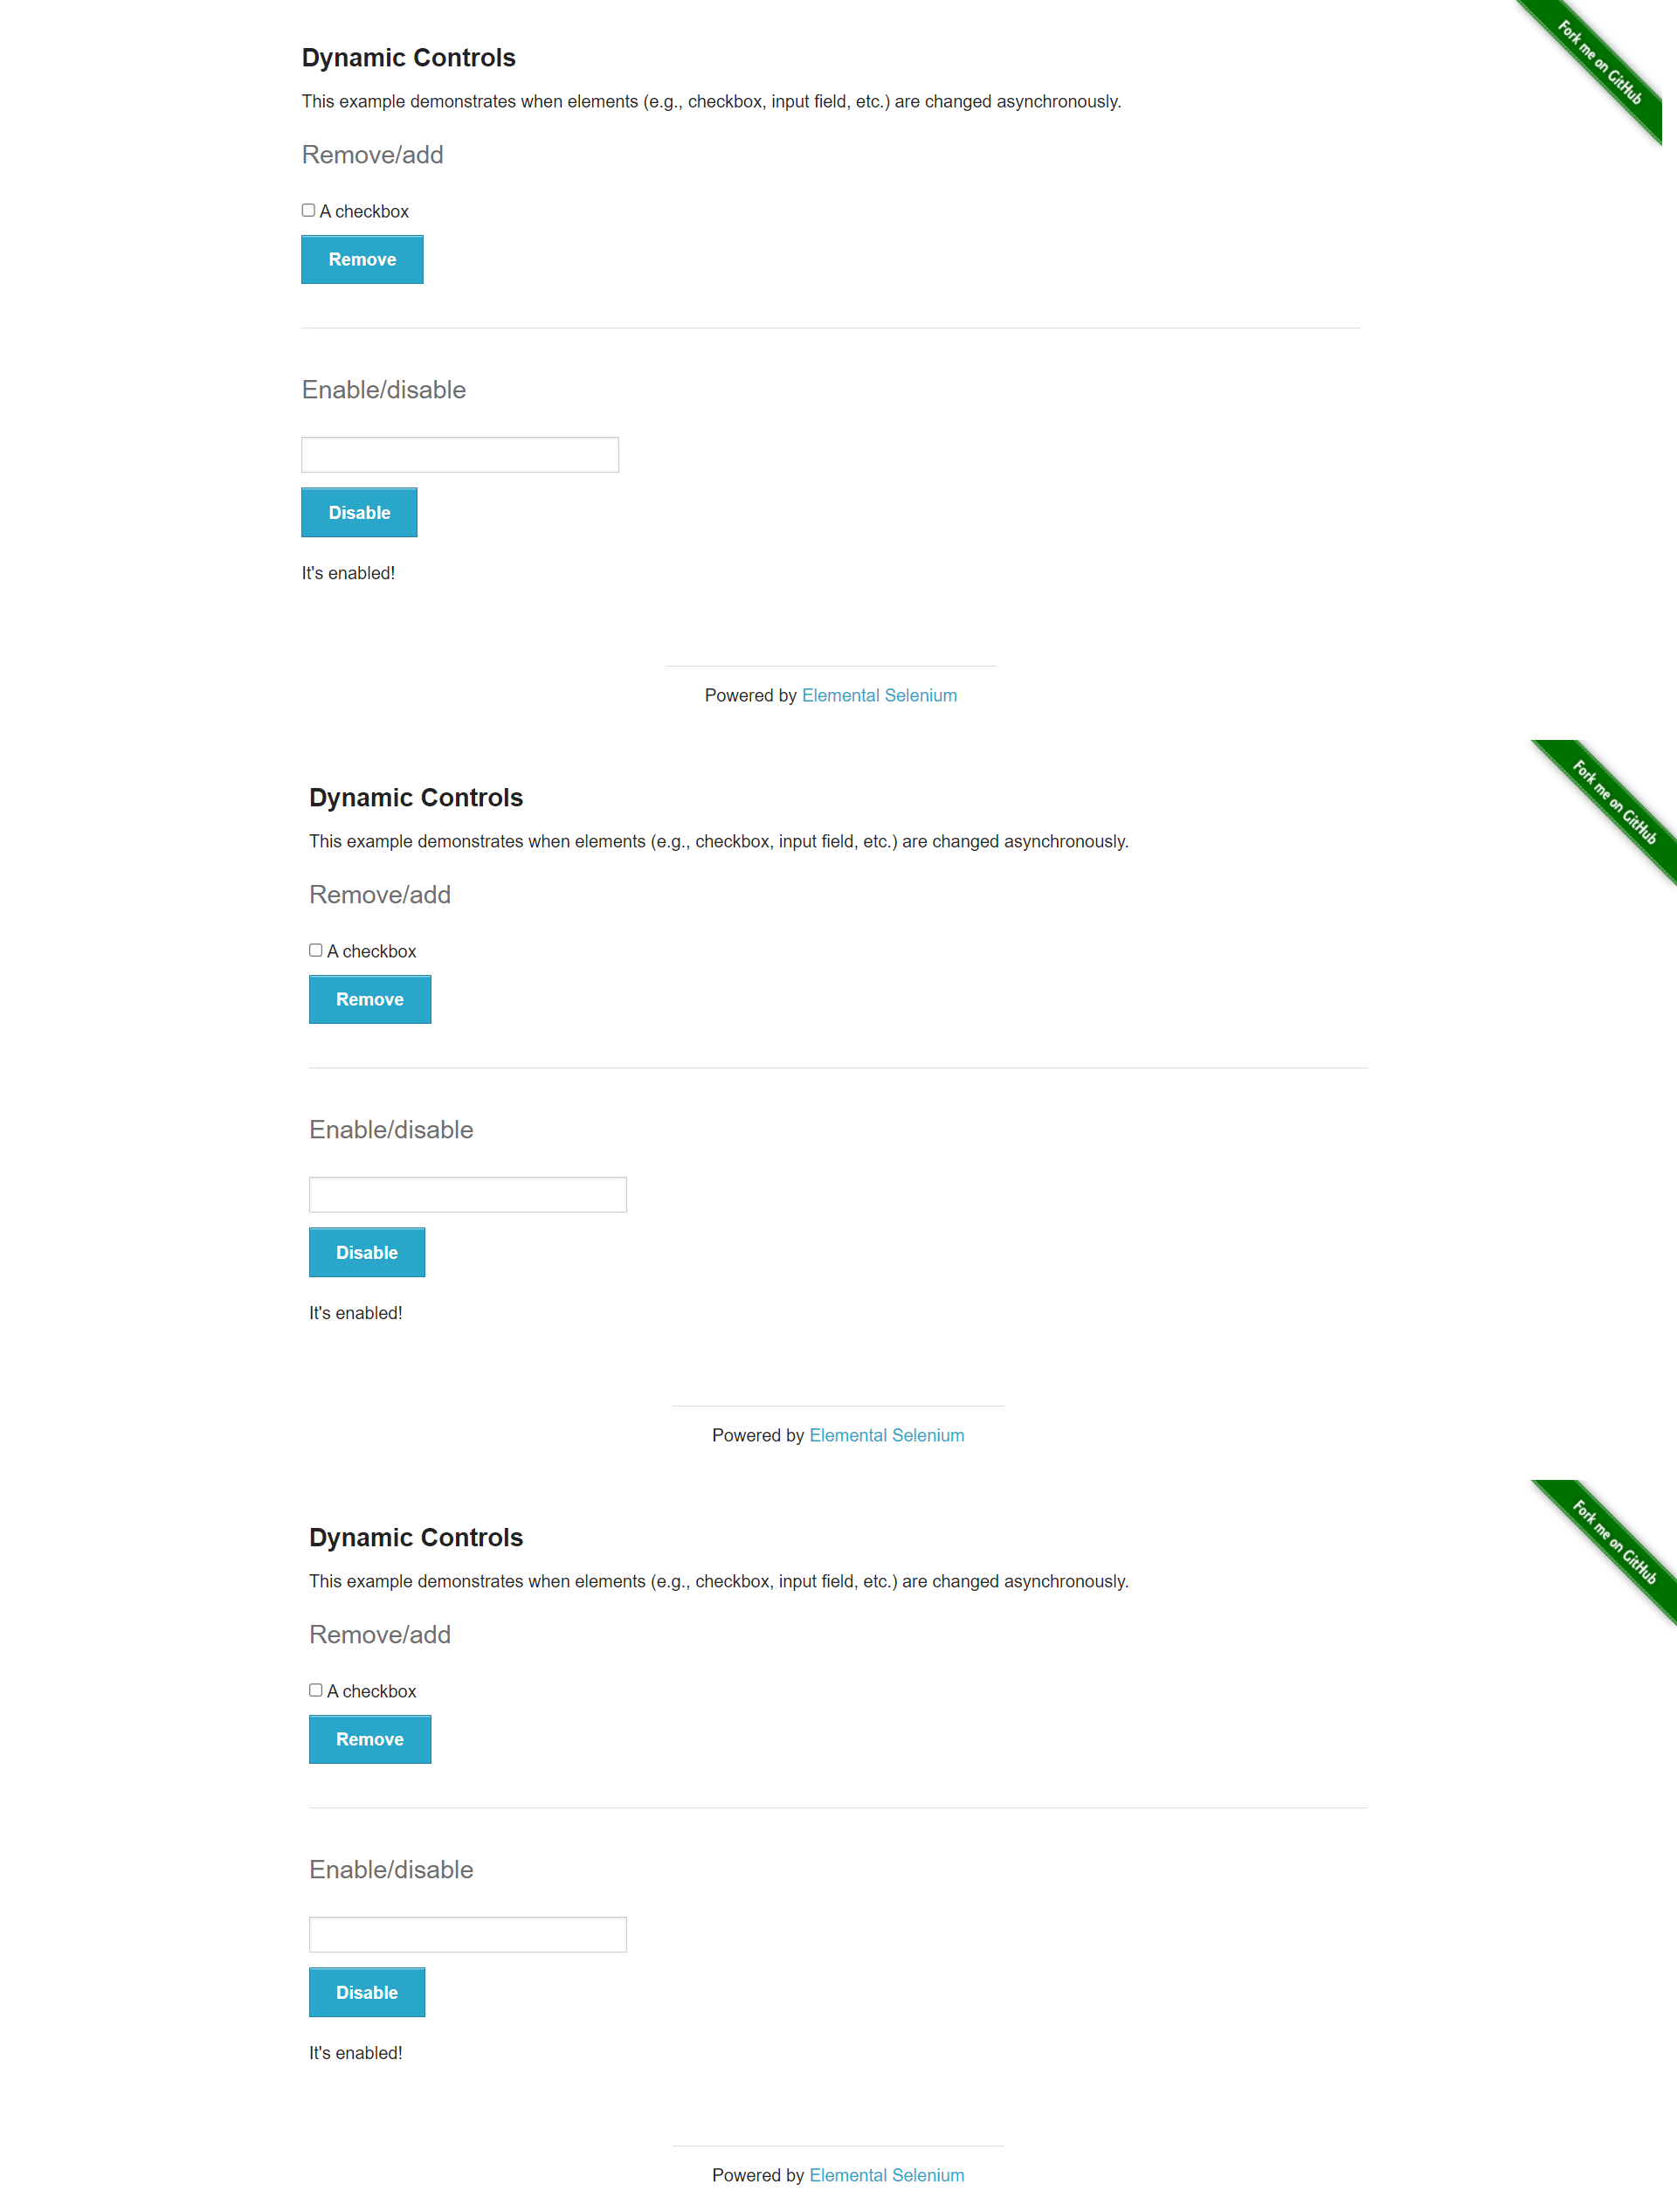 Fork me on GitHub
Dynamic Controls
This example demonstrates when elements (e.g., checkbox, input field, etc.) are changed asynchronously.
Remove/add
A checkbox
Remove
Enable/disable
Disable
It's enabled!
Powered by Elemental Selenium
Fork me on GitHub
Dynamic Controls
This example demonstrates when elements (e.g., checkbox, input field, etc.) are changed asynchronously.
Remove/add
A checkbox
Remove
Enable/disable
Disable
It's enabled!
Powered by Elemental Selenium
Fork me on GitHub
Dynamic Controls
This example demonstrates when elements (e.g., checkbox, input field, etc.) are changed asynchronously.
Remove/add
A checkbox
Remove
Enable/disable
Disable
It's enabled!
Powered by Elemental Selenium